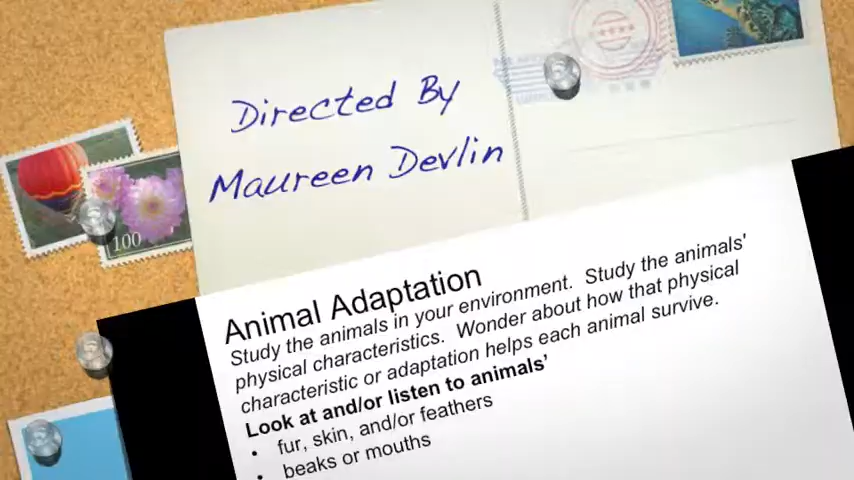 Directed By
Maureen Devlin
100
Animal Adaptation
Study the animals in your environment.  Study the animals'
physical characteristics.  Wonder about how that physical
characteristic or adaptation helps each animal survive.
Look at and/or listen to animals’
• fur, skin, and/or feathers
• beaks or mouths